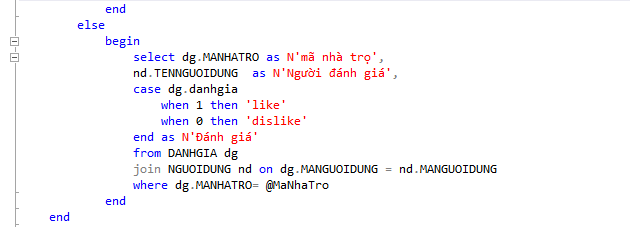 end
else
begin
select dg.MANHATRO as N'mã nhà trọ',
nd.TENNGUOIDUNG  as N'Người đánh giá',
case dg.danhgia
when 1 then 'like'
when 0 then 'dislike'
end as N'Đánh giá'
from DANHGIA dg
join NGUOIDUNG nd on dg.MANGUOIDUNG = nd.MANGUOIDUNG
where dg.MANHATRO= @MaNhaTro
end
end